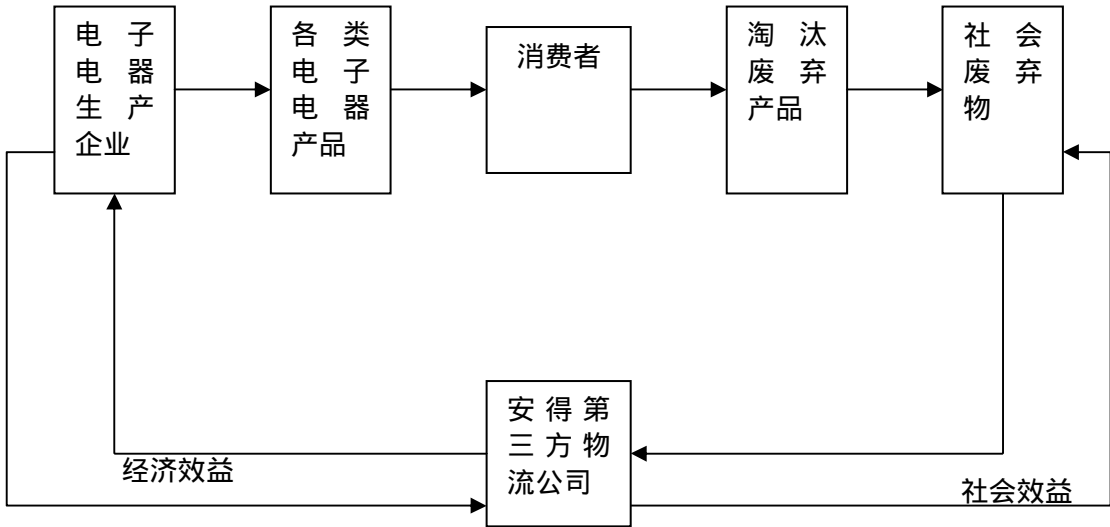 电子
电器
生产
企业
各类
电子
电器
产品
消费者
淘汰
废弃
产品
社会
废弃
物
安得第
三方物
流公司
经济效益
社会效益